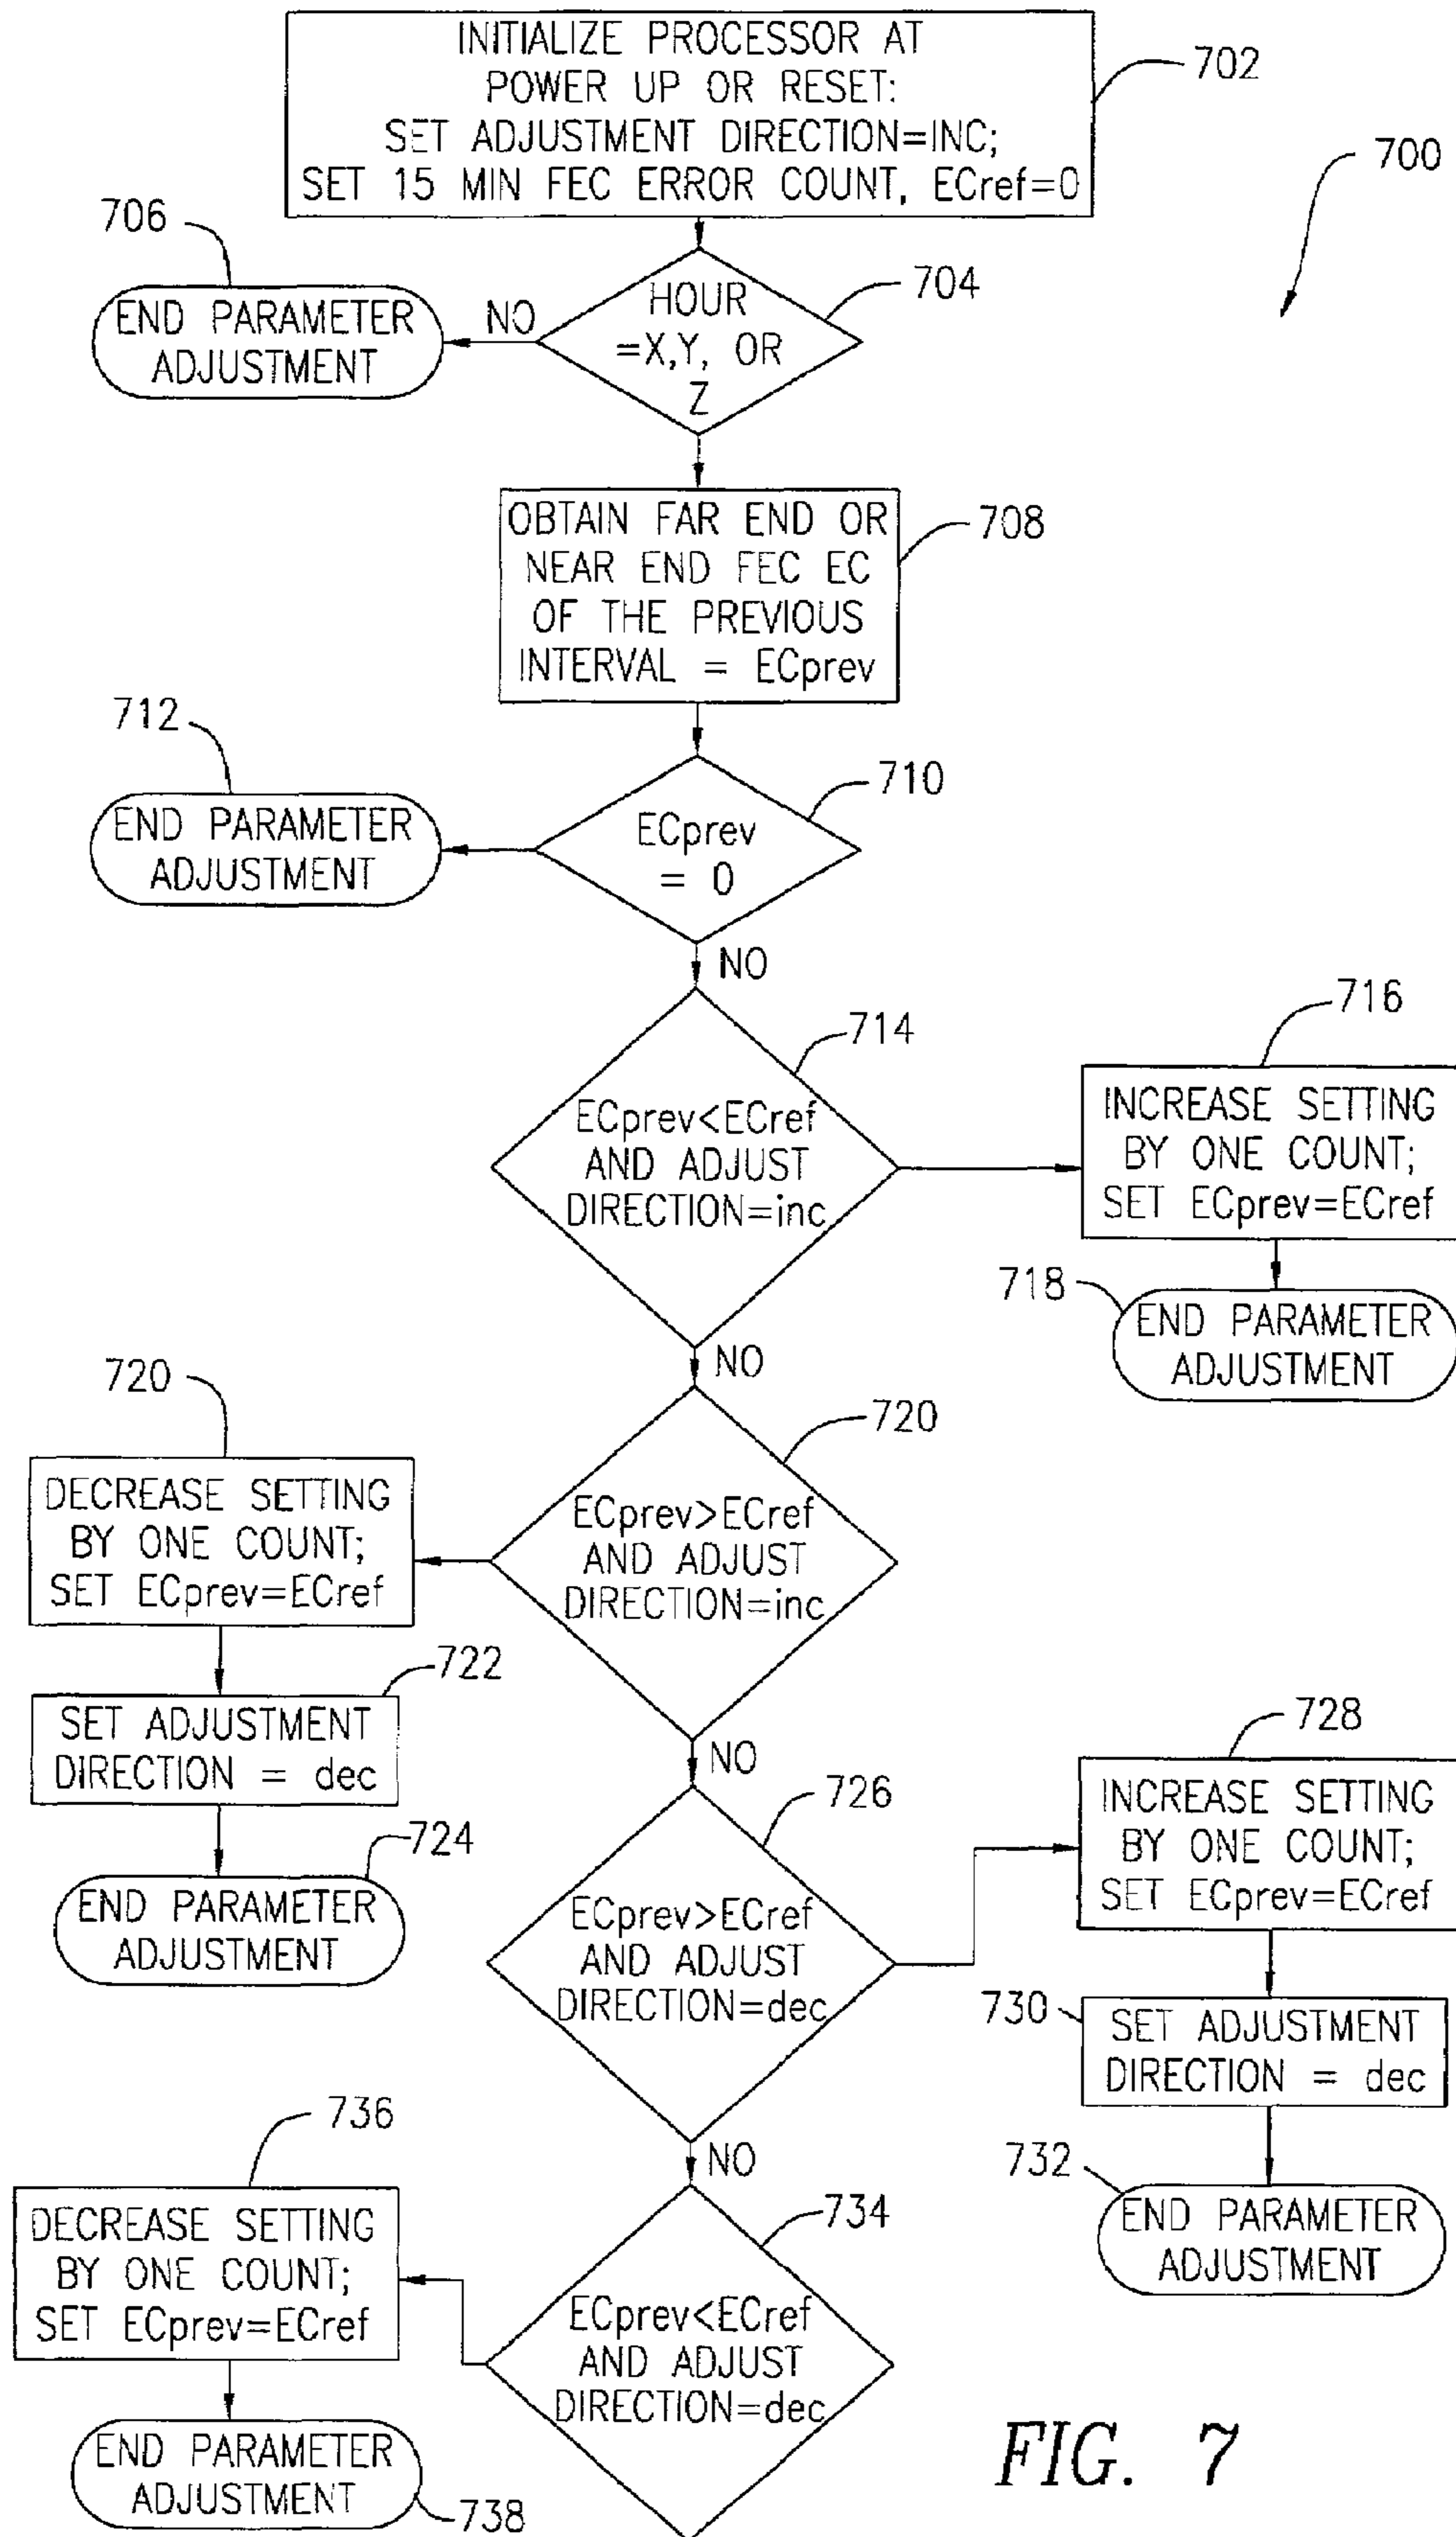 INITIALIZE PROCESSOR AT
POWER UP OR RESET:
SET ADJUSTMENT DIRECTION=INC;
SET 15 MIN FEC ERROR COUNT, ECref=0
702
700
706
END PARAMETER
ADJUSTMENT
NO
HOUR
=X,Y, OR
Z
704
OBTAIN FAR END OR
NEAR END FEC EC
OF THE PREVIOUS
INTERVAL = ECprev
708
712
END PARAMETER
ADJUSTMENT
ECprev
= 0
710
NO
714
ECprev<ECref
AND ADJUST
DIRECTION=inc
716
INCREASE SETTING
BY ONE COUNT;
SET ECprev=ECref
718
END PARAMETER
ADJUSTMENT
NO
720
DECREASE SETTING
BY ONE COUNT;
SET ECprev=ECref
720
ECprev>ECref
AND ADJUST
DIRECTION=inc
722
SET ADJUSTMENT
DIRECTION = dec
724
END PARAMETER
ADJUSTMENT
NO
726
ECprev>ECref
AND ADJUST
DIRECTION=dec
728
INCREASE SETTING
BY ONE COUNT;
SET ECprev=ECref
730
SET ADJUSTMENT
DIRECTION = dec
732
END PARAMETER
ADJUSTMENT
NO
736
DECREASE SETTING
BY ONE COUNT;
SET ECprev=ECref
734
ECprev<ECref
AND ADJUST
DIRECTION=dec
END PARAMETER
ADJUSTMENT
738
FIG. 7